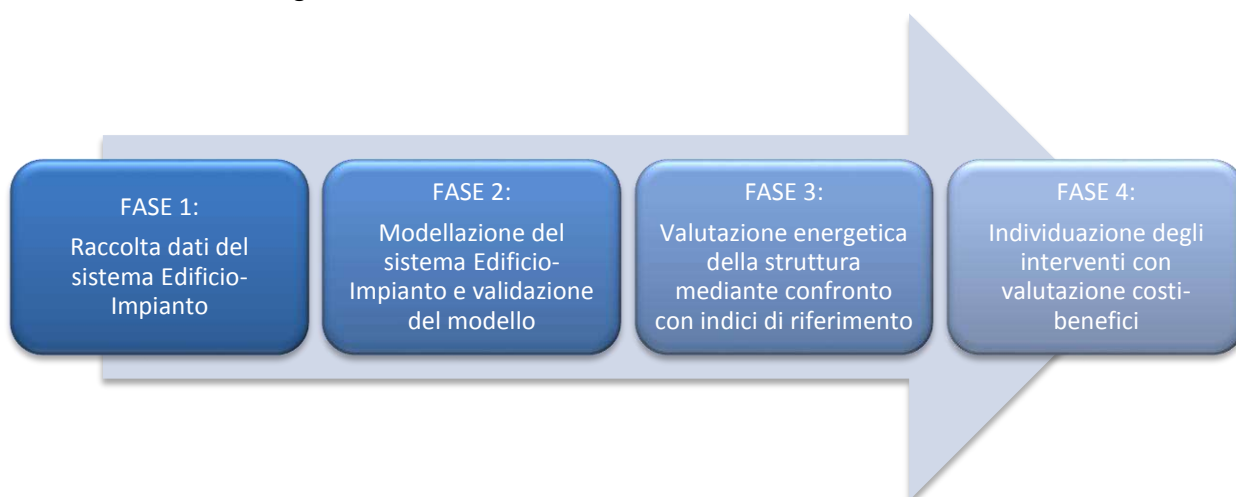 FASE 1:
Raccolta dati del
sistema Edificio-
Impianto
FASE 2:
Modellazione del
sistema Edificio-
Impianto e validazione
del modello
FASE 3:
Valutazione energetica
della struttura
mediante confronto
con indici di riferimento
FASE 4:
Individuazione degli
interventi con
valutazione costi-
benefici